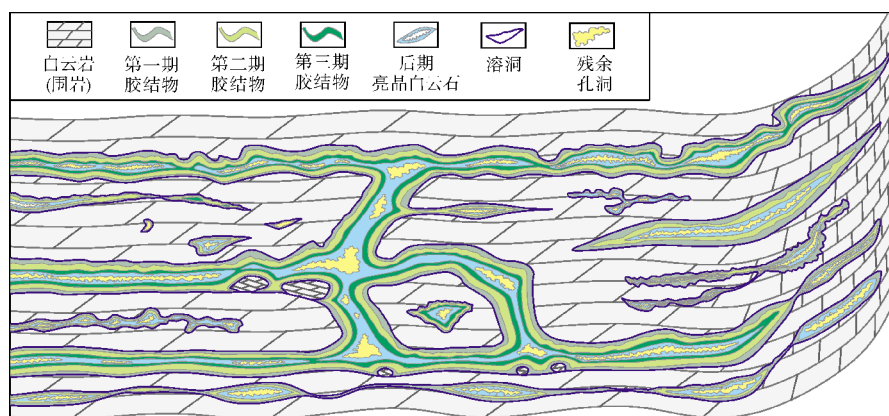 白云岩 第一期 第二期 第三期 后期 溶洞 残余
(围岩) 胶结物 胶结物 胶结物 亮晶白云石 孔洞